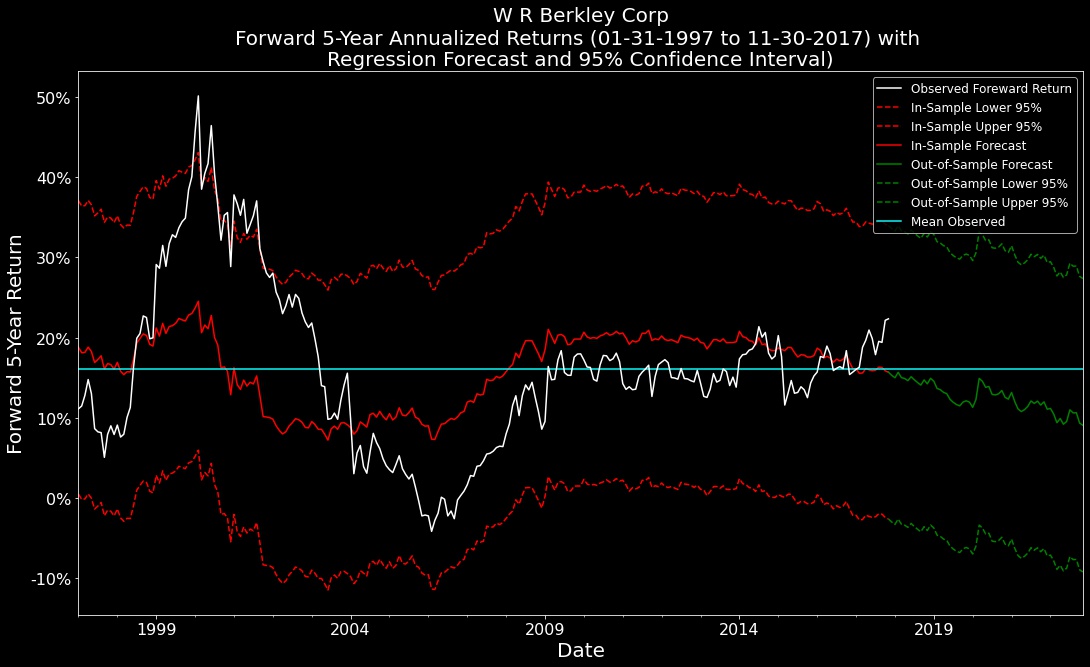 W R Berkley Corp
Forward 5-Year Annualized Returns (01-31-1997 to 11-30-2017) with
Regression Forecast and 95% Confidence Interval)
Observed Foreward Return
In-Sample Lower 95%
In-Sample Upper 95%
In-Sample Forecast
Out-of-Sample Forecast
Out-of-Sample Lower 95%
Out-of-Sample Upper 95%
Mean Observed
Forward 5-Year Return
50%
40%
30%
20%
10%
0%
-10%
1999 2004 2009 2014 2019
Date